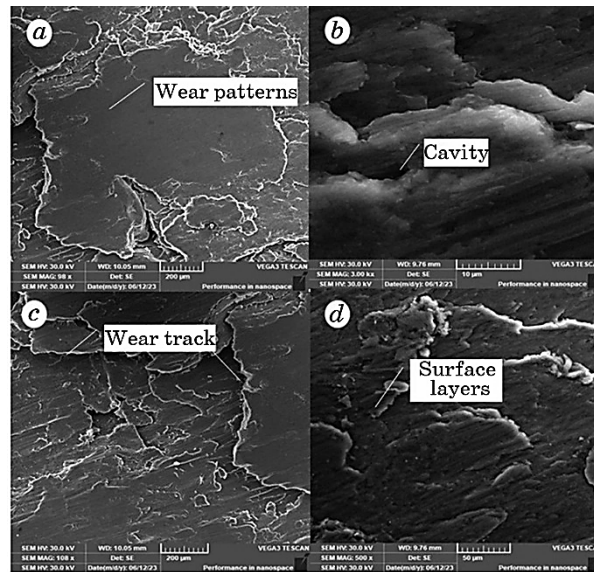 a
Wear patterns
SEM HV: 30.0 kV WD: 10.05 mm VEGA3 TESCAN
SEM MAG: 98 x Det: SE 200 µm
SEM HV: 30.0 kV Date(m/d/y): 06/12/23 Performance in nanospace
b
Cavity
SEM HV: 30.0 kV WD: 9.76 mm VEGA3 TESCAN
SEM MAG: 3.00 kx Det: SE 10 µm
SEM HV: 30.0 kV Date(m/d/y): 06/12/23 Performance in nanospace
c
Wear track
SEM HV: 30.0 kV WD: 10.05 mm VEGA3 TESCAN
SEM MAG: 108 x Det: SE 200 µm
SEM HV: 30.0 kV Date(m/d/y): 06/12/23 Performance in nanospace
d
Surface
layers
SEM HV: 30.0 kV WD: 9.76 mm VEGA3 TESCAN
SEM MAG: 500 x Det: SE 50 µm
SEM HV: 30.0 kV Date(m/d/y): 06/12/23 Performance in nanospace